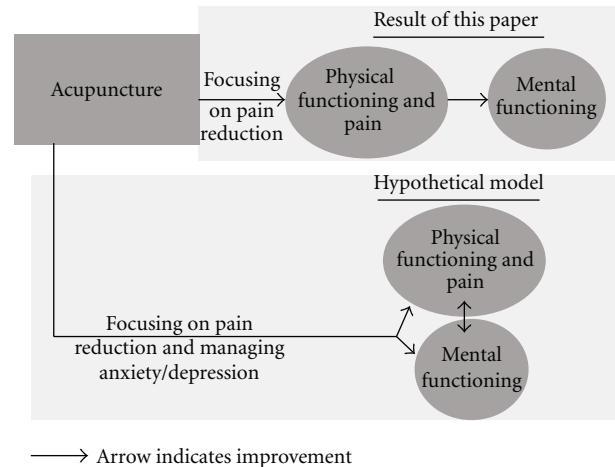 Result of this paper
Acupuncture
Focusing
on pain
reduction
Physical
functioning and
pain
Mental
functioning
Hypothetical model
Physical
functioning and
pain
Focusing on pain
reduction and managing
anxiety/depression
Mental
functioning
Arrow indicates improvement